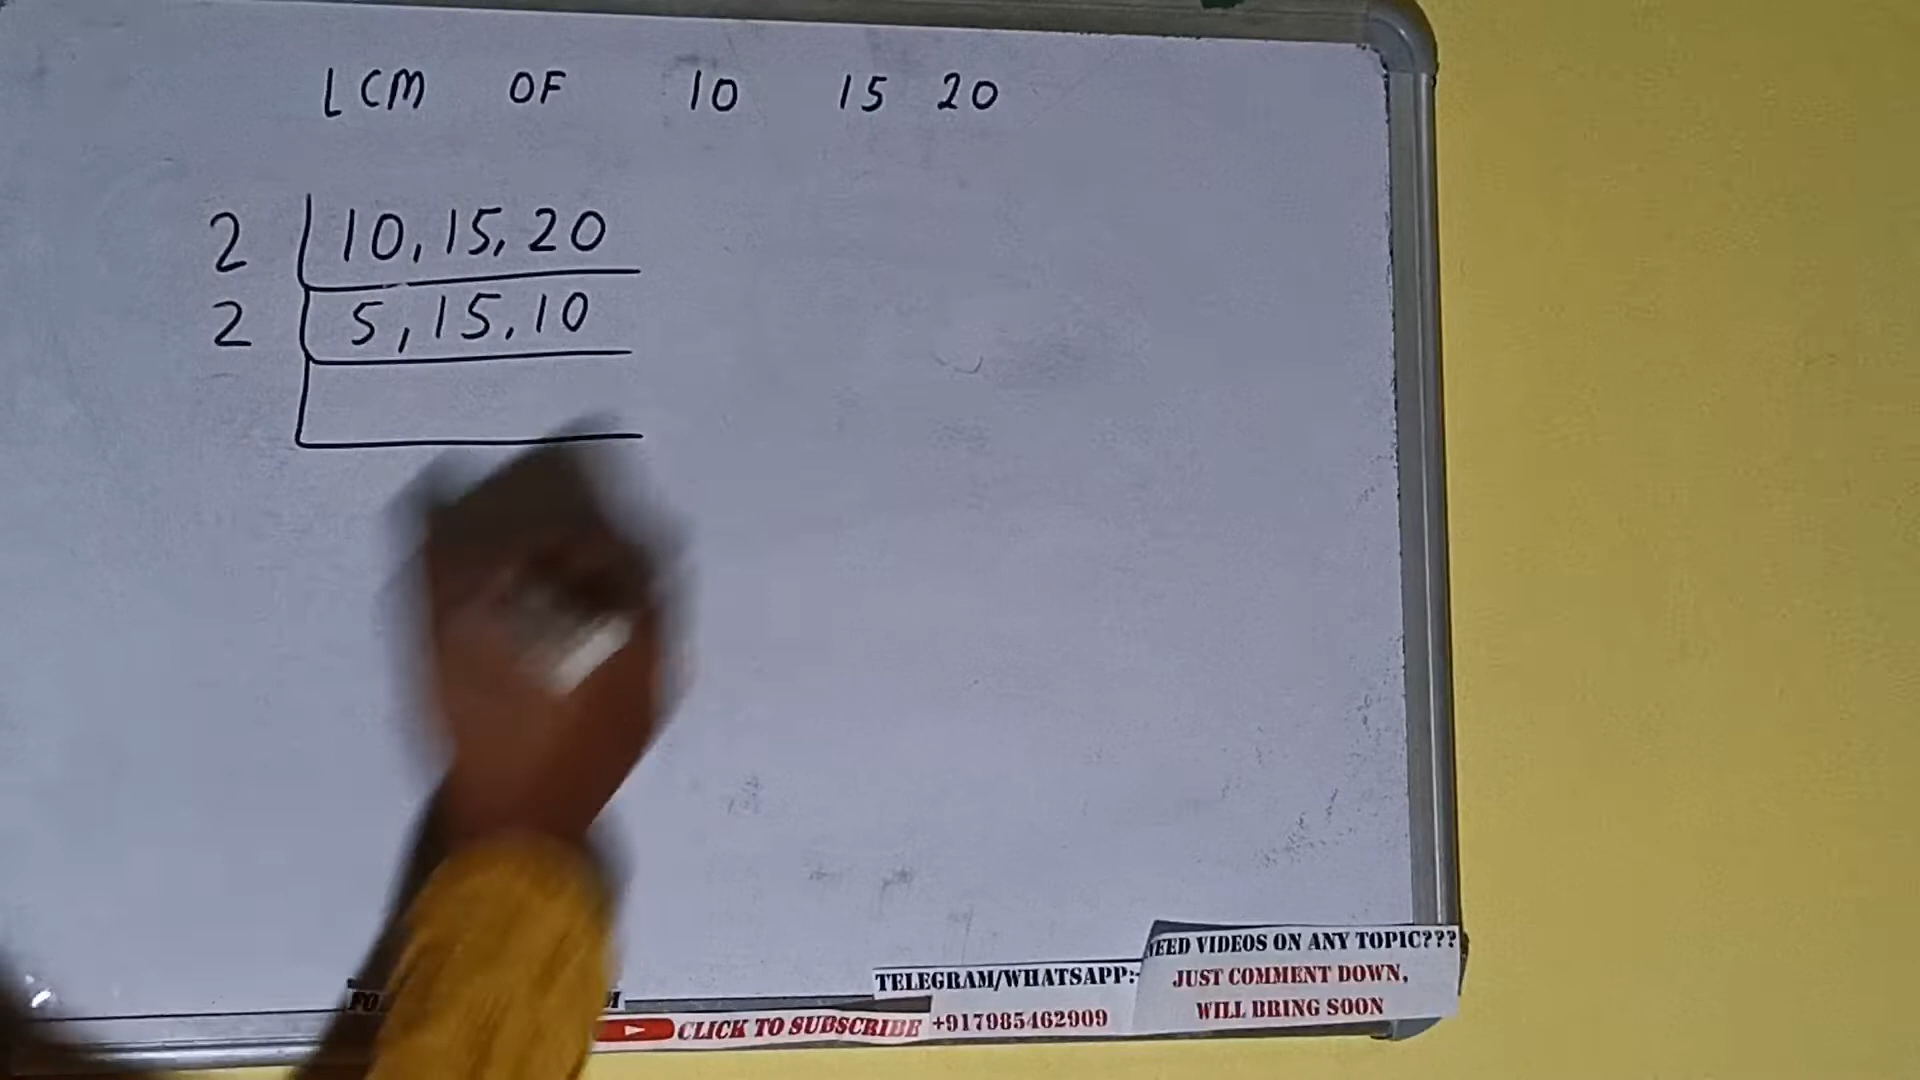 LCM OF 10 15 20
2 10, 15, 20
2 5, 15, 10
EED VIDEOS ON ANY TOPIC???
JUST COMMENT DOWN,
WILL BRING SOON
TELEGRAM/WHATSAPP:-
+917985462909
CLICK TO SUBSCRIBE